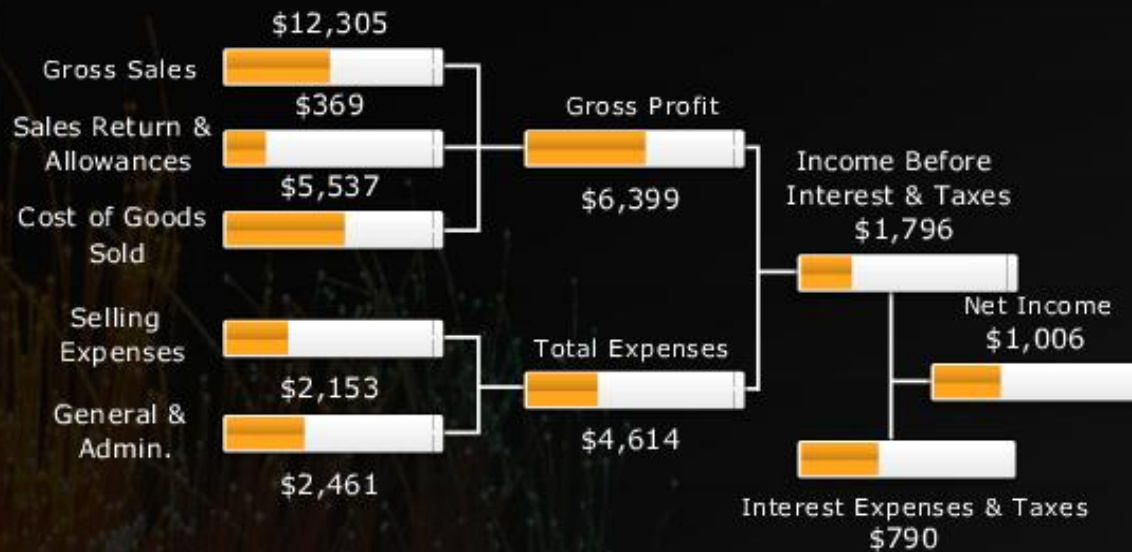 $12,305
Gross Sales
$369
Sales Return &
Allowances
$5,537
Cost of Goods
Sold
Selling
Expenses
$2,153
General &
Admin.
$2,461
Gross Profit
$6,399
Total Expenses
$4,614
Income Before
Interest & Taxes
$1,796
Net Income
$1,006
Interest Expenses & Taxes
$790